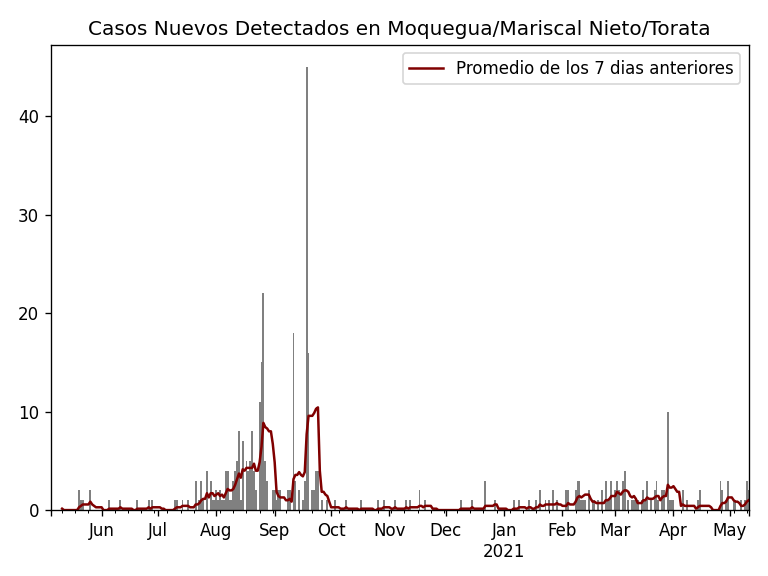 Casos Nuevos Detectados en Moquegua/Mariscal Nieto/Torata
Promedio de los 7 dias anteriores
40
30
20
10
0
Jun Jul Aug Sep Oct Nov Dec Jan Feb Mar Apr May
2021